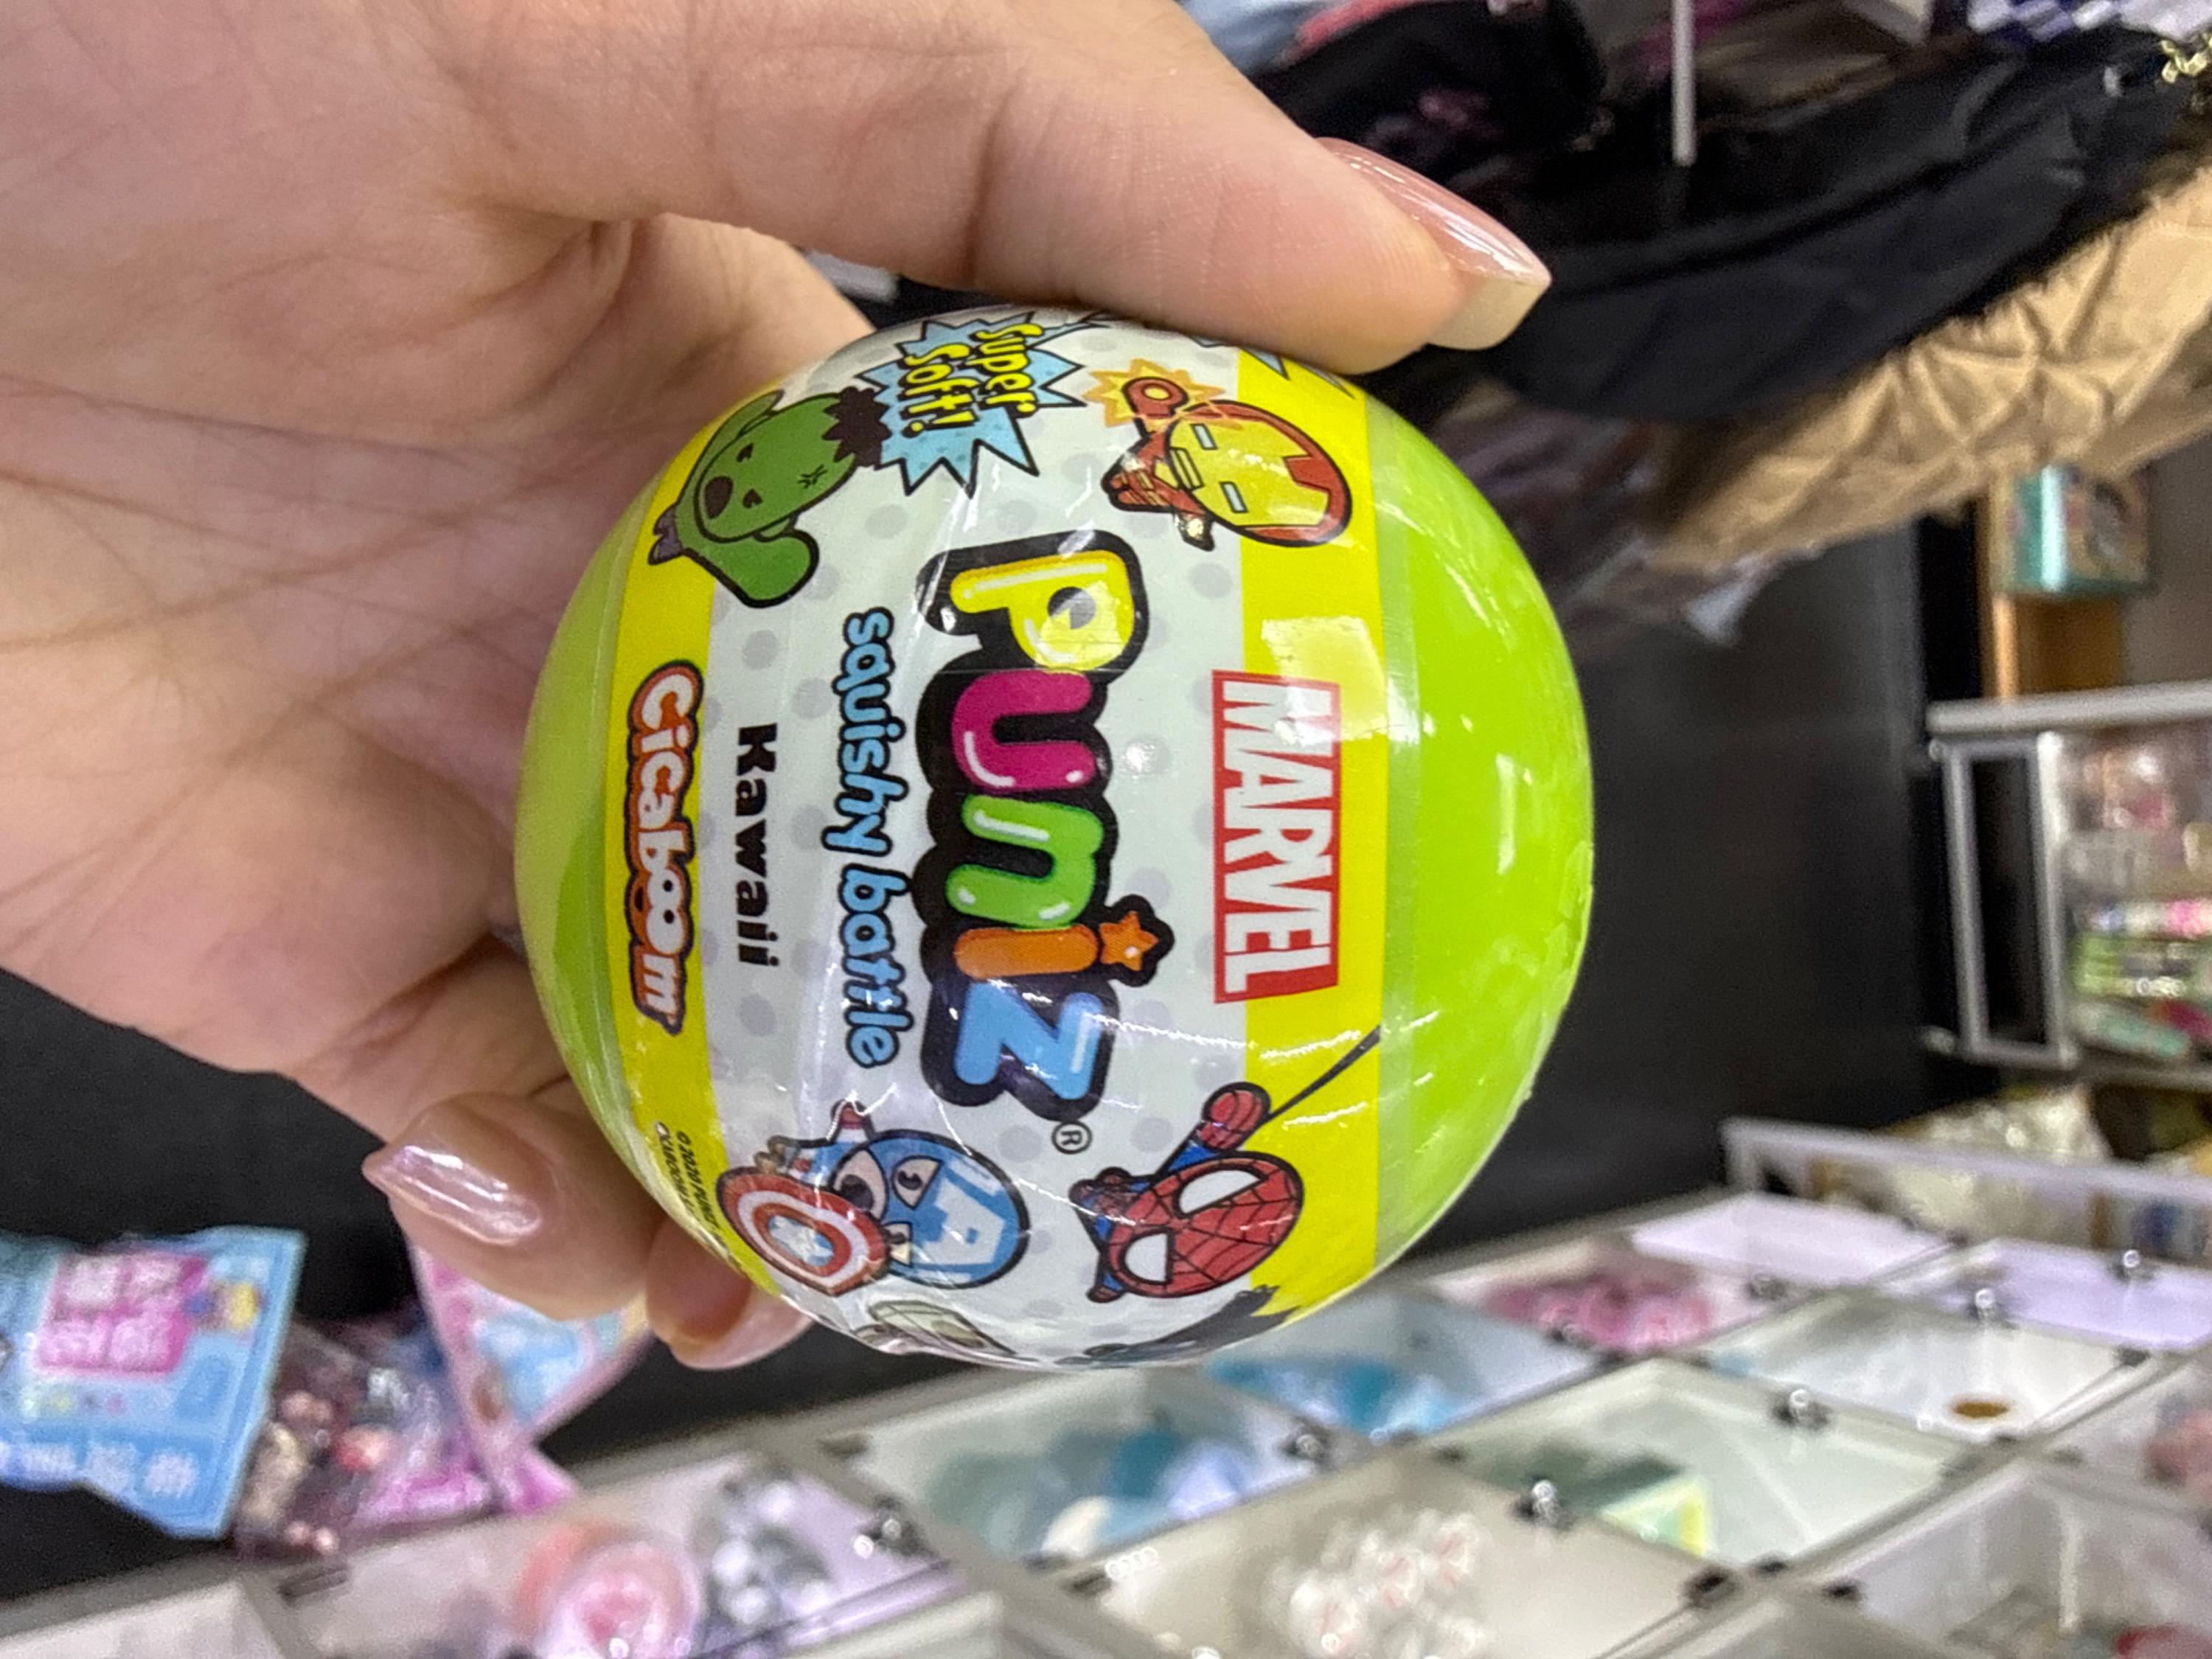 MARVEL
Super
Soft!
puniz®
squishy battle
Kawaii
Cicaboom